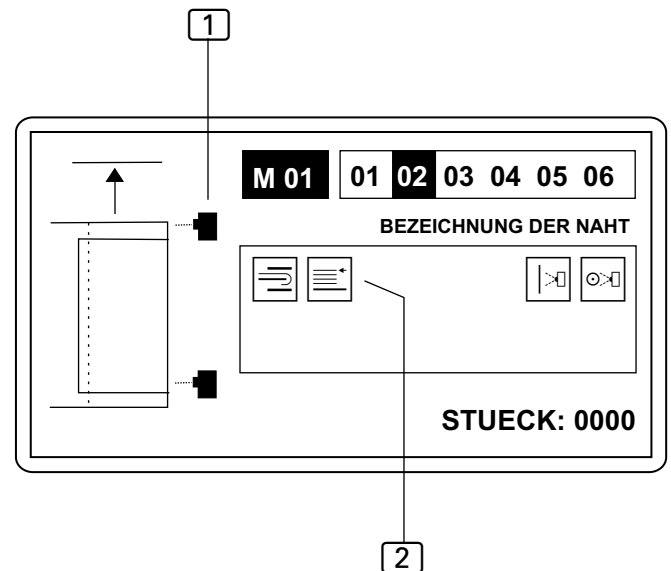 1
M 01 01 02 03 04 05 06
BEZEICHNUNG DER NAHT
STUECK: 0000
2